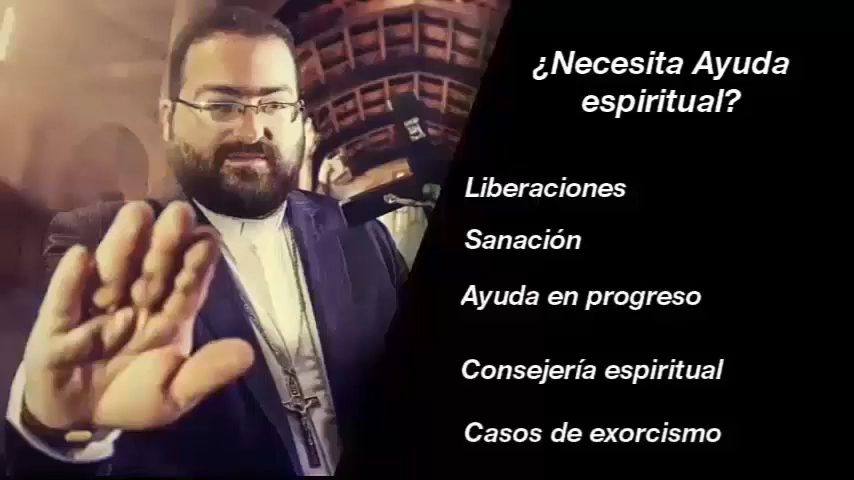 ¿Necesita Ayuda
espiritual?
Liberaciones
Sanación
Ayuda en progreso
Consejería espiritual
Casos de exorcismo